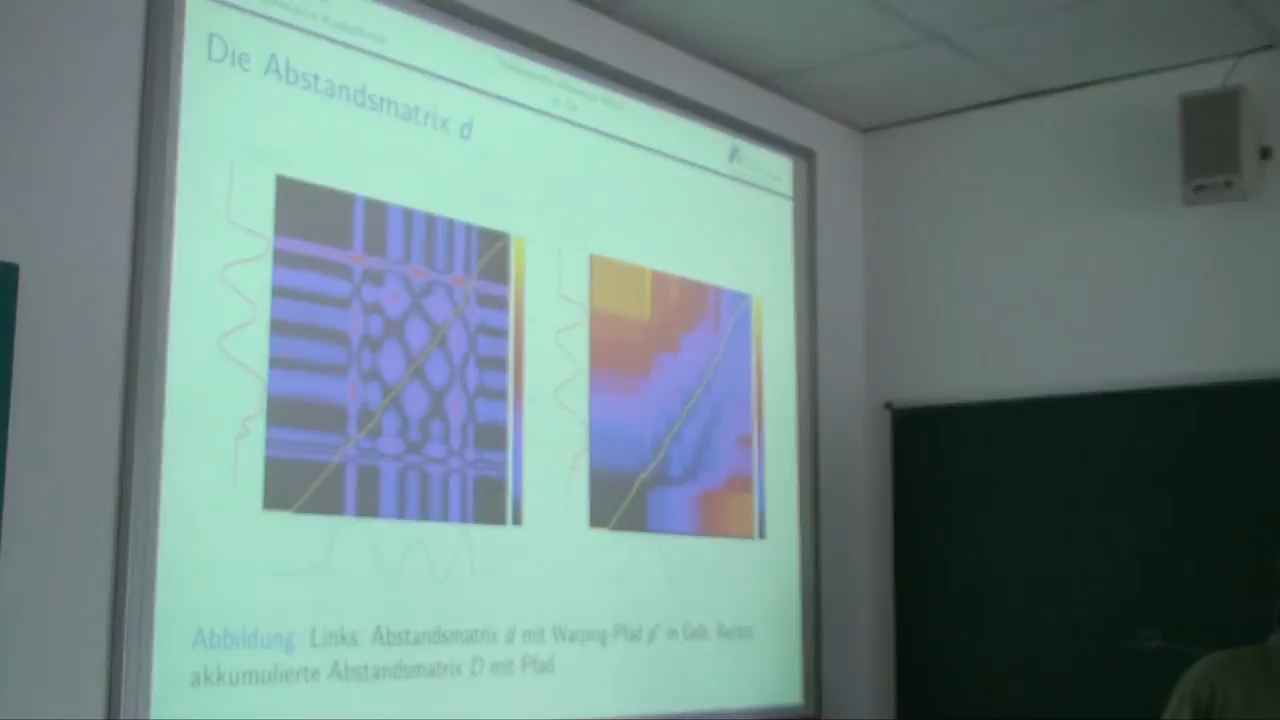 Die Abstandsmatrix d
Abbildung: Links: Abstandsmatrix d mit Warping-Pfad p* in Gelb. Rechts:
akkumulierte Abstandsmatrix D mit Pfad